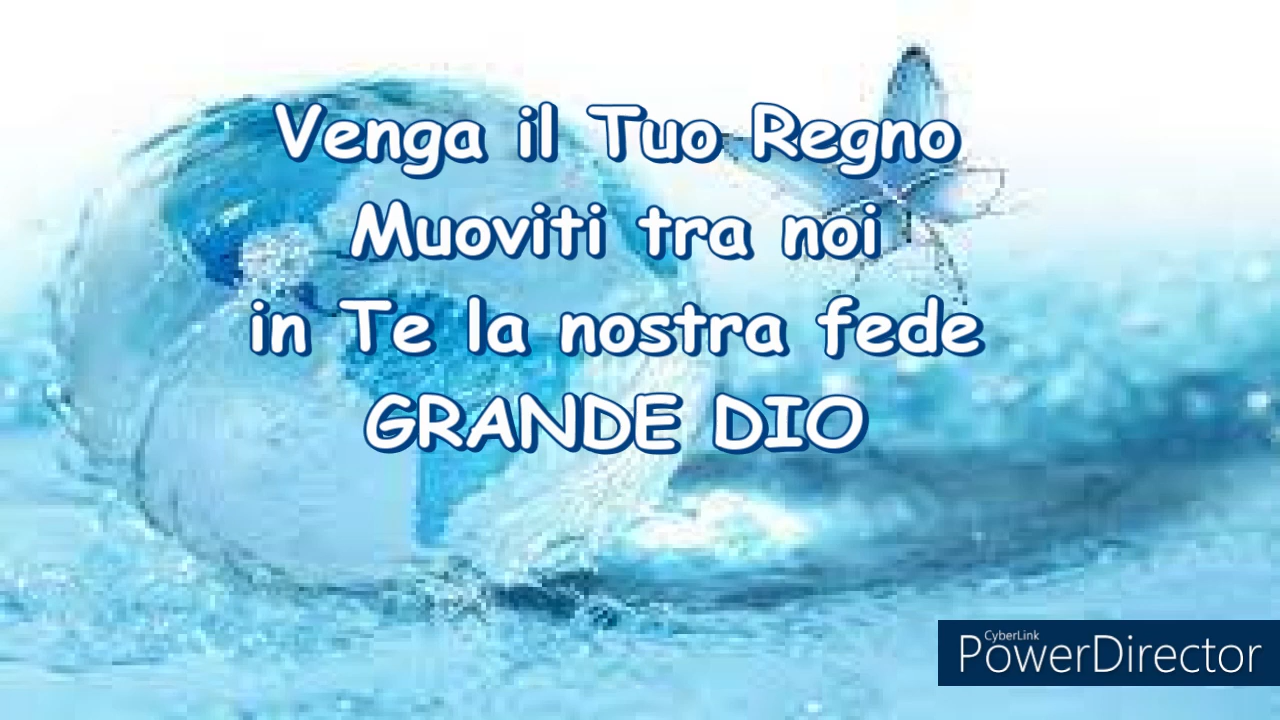 Venga il Tuo Regno
Muoviti tra noi
in Te la nostra fede
GRANDE DIO
CyberLink
PowerDirector